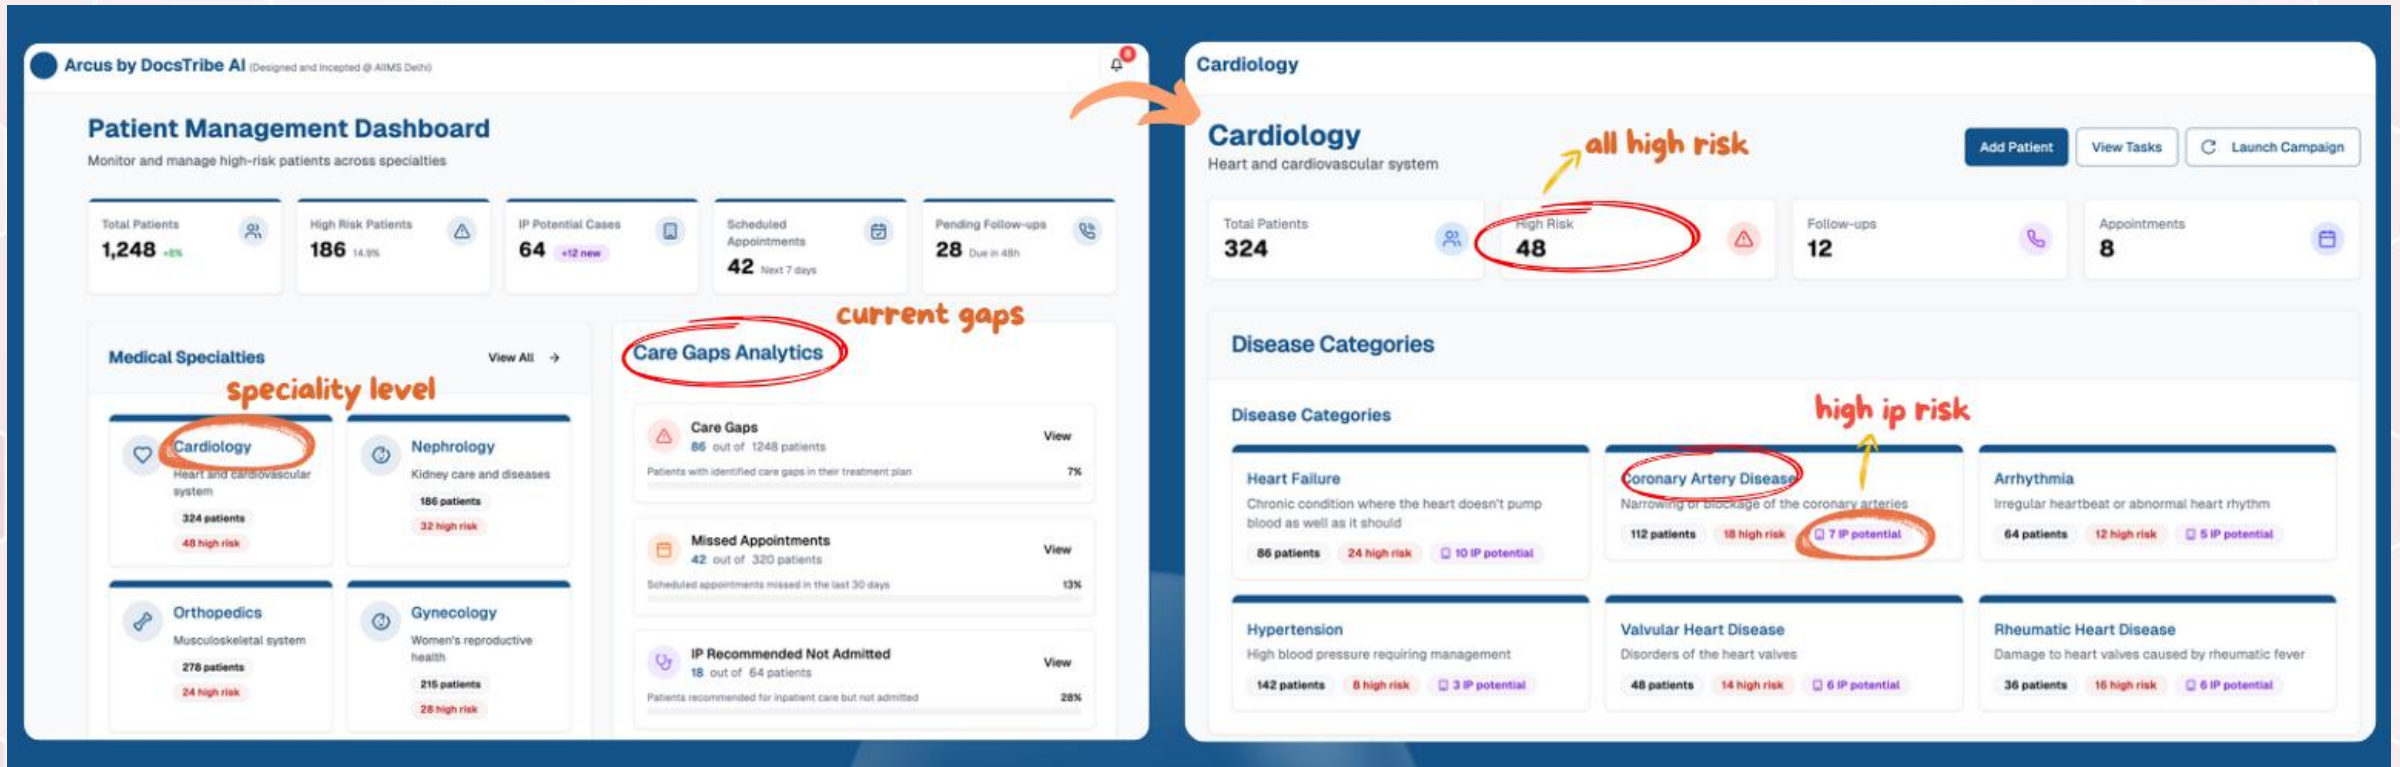 Arcus by DocsTribe AI (Designed and Incepted @ AIIMS Delhi)
8
Patient Management Dashboard
Monitor and manage high-risk patients across specialties
Total Patients
1,248 +8%
High Risk Patients
186 14.9%
IP Potential Cases
64 +12 new
Scheduled
Appointments
42 Next 7 days
Pending Follow-ups
28 Due in 48h
current gaps
Medical Specialties
View All →
speciality level
Cardiology
Heart and cardiovascular
system
324 patients
48 high risk
Nephrology
Kidney care and diseases
186 patients
32 high risk
Orthopedics
Musculoskeletal system
278 patients
24 high risk
Gynecology
Women's reproductive
health
215 patients
28 high risk
Care Gaps Analytics
Care Gaps
86 out of 1248 patients
View
Patients with identified care gaps in their treatment plan
7%
Missed Appointments
42 out of 320 patients
View
Scheduled appointments missed in the last 30 days
13%
IP Recommended Not Admitted
18 out of 64 patients
View
Patients recommended for inpatient care but not admitted
28%
Cardiology
Cardiology
Heart and cardiovascular system
all high risk
Add Patient
View Tasks
Launch Campaign
Total Patients
324
High Risk
48
Follow-ups
12
Appointments
8
Disease Categories
Disease Categories
high ip risk
Heart Failure
Chronic condition where the heart doesn't pump
blood as well as it should
86 patients 24 high risk 10 IP potential
Coronary Artery Disease
Narrowing or blockage of the coronary arteries
112 patients 18 high risk 7 IP potential
Arrhythmia
Irregular heartbeat or abnormal heart rhythm
64 patients 12 high risk 5 IP potential
Hypertension
High blood pressure requiring management
142 patients 8 high risk 3 IP potential
Valvular Heart Disease
Disorders of the heart valves
48 patients 14 high risk 6 IP potential
Rheumatic Heart Disease
Damage to heart valves caused by rheumatic fever
36 patients 16 high risk 6 IP potential